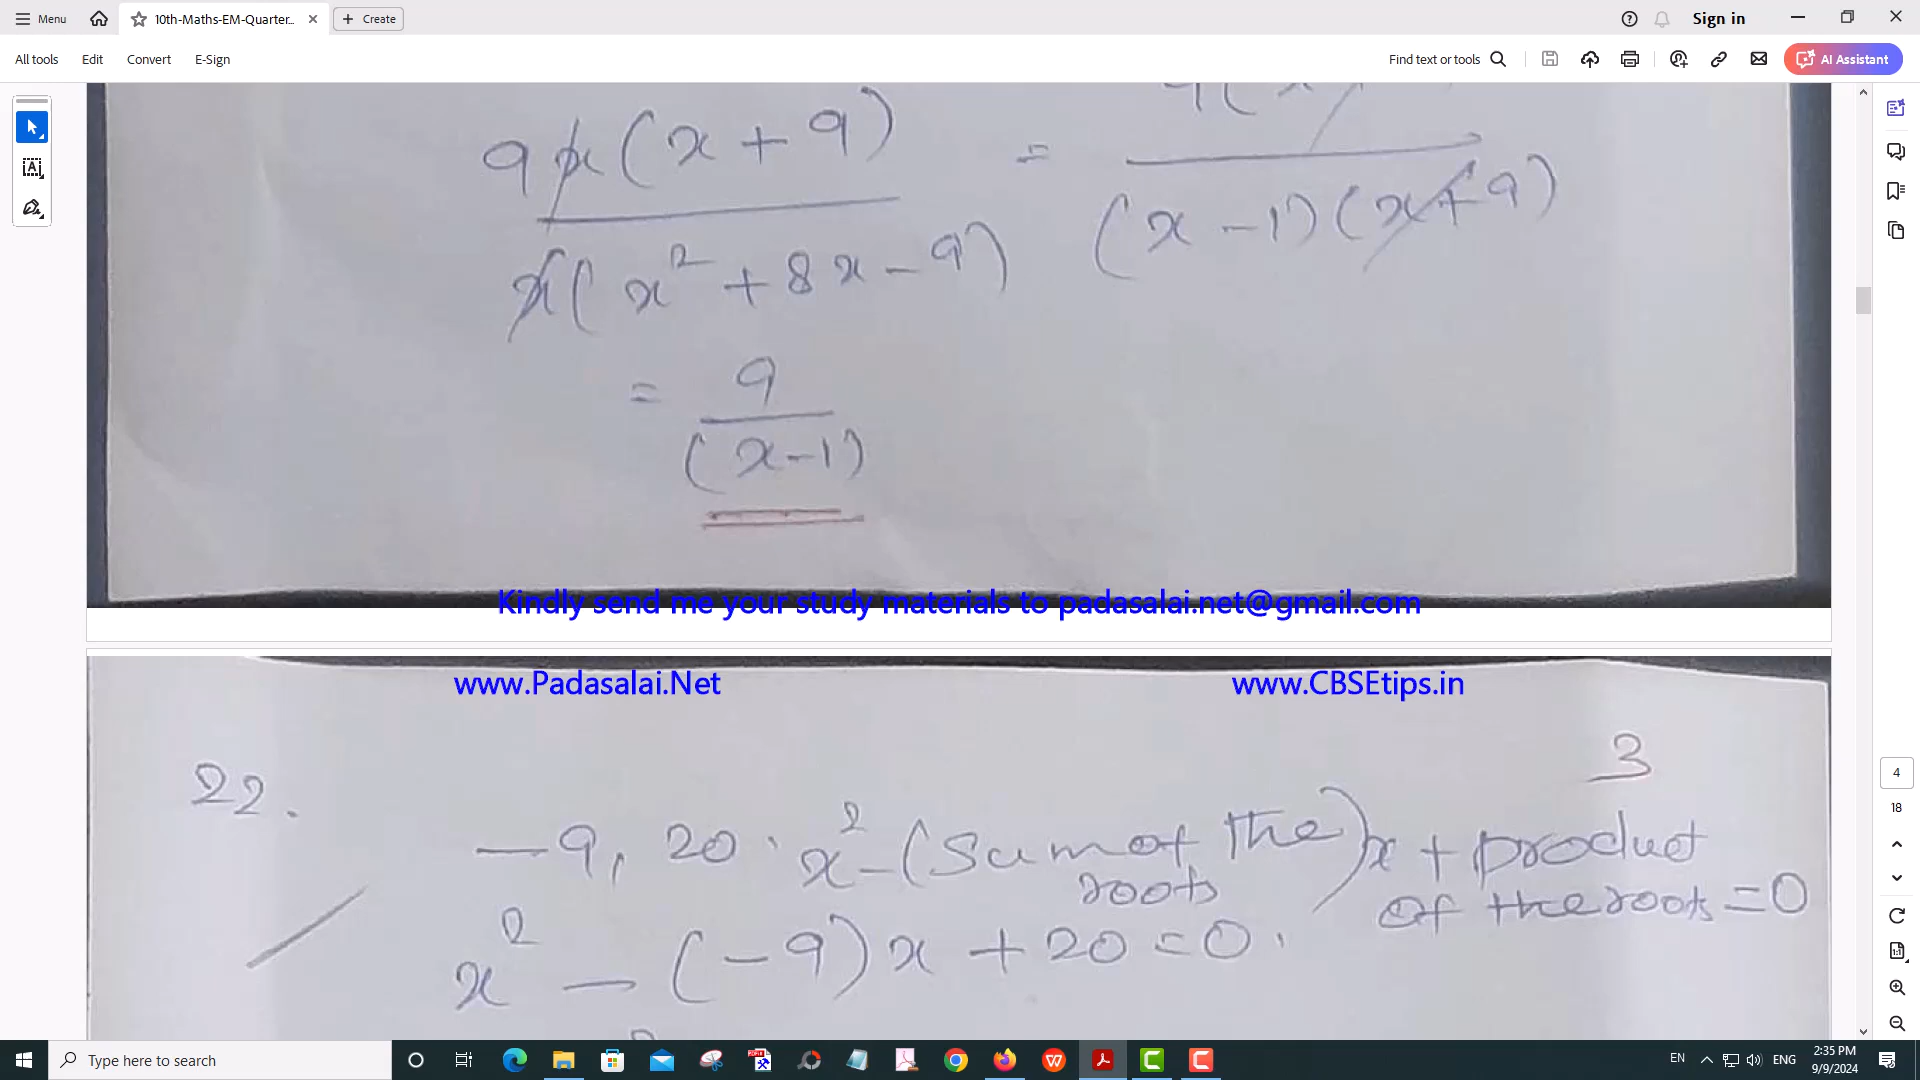 Menu
10th-Maths-EM-Quarter...
Create
Sign in
All tools
Edit
Convert
E-Sign
Find text or tools
AI Assistant
9x(x+9)
=
(x-1)(x+9)
x(x²+8x-9)
= 9
(x-1)
Kindly send me your study materials to padasalai.net@gmail.com
www.Padasalai.Net
www.CBSEtips.in
3
22.
-9, 20. x²-(Sum of the roots)x + product of the roots =0
x² - (-9)x + 20 =0.
4
18
Type here to search
EN
ENG
2:35 PM
9/9/2024